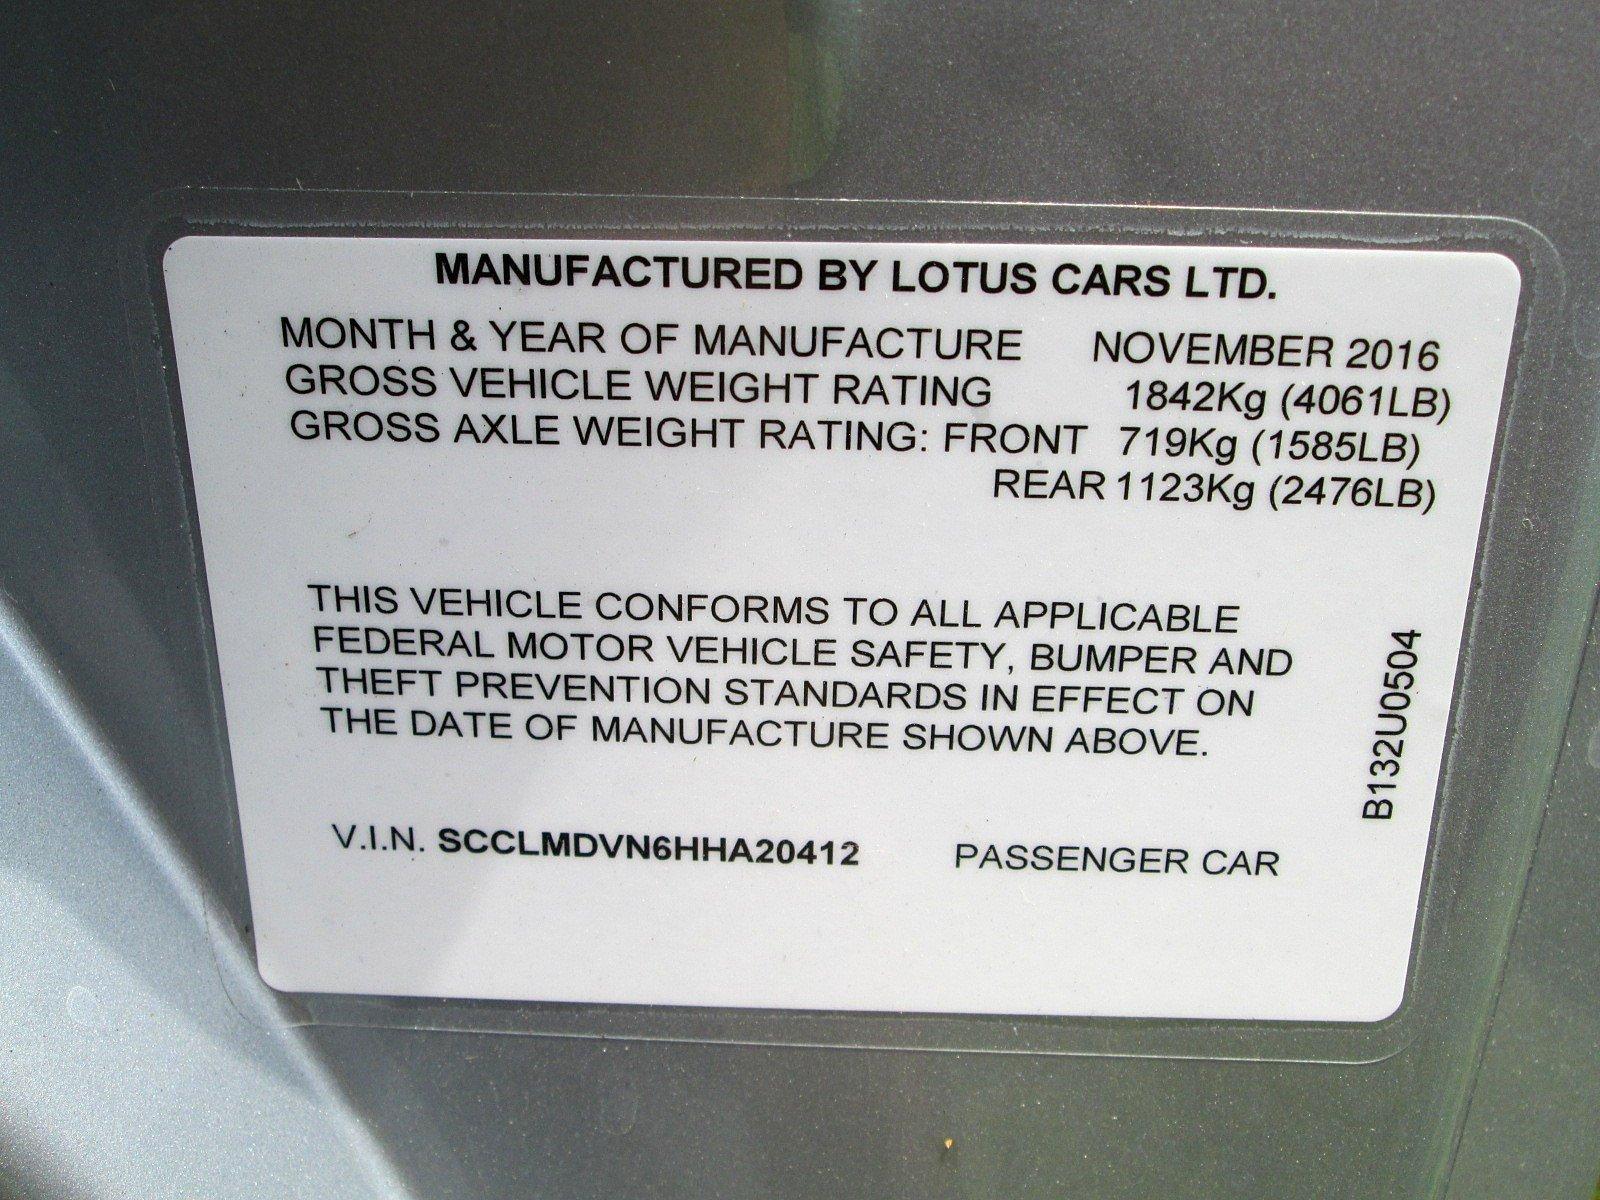 MANUFACTURED BY LOTUS CARS LTD.
MONTH & YEAR OF MANUFACTURE NOVEMBER 2016
GROSS VEHICLE WEIGHT RATING 1842Kg (4061LB)
GROSS AXLE WEIGHT RATING: FRONT 719Kg (1585LB)
REAR 1123Kg (2476LB)
THIS VEHICLE CONFORMS TO ALL APPLICABLE
FEDERAL MOTOR VEHICLE SAFETY, BUMPER AND
THEFT PREVENTION STANDARDS IN EFFECT ON
THE DATE OF MANUFACTURE SHOWN ABOVE.
V.I.N. SCCLMDVN6HHA20412 PASSENGER CAR
B132U0504